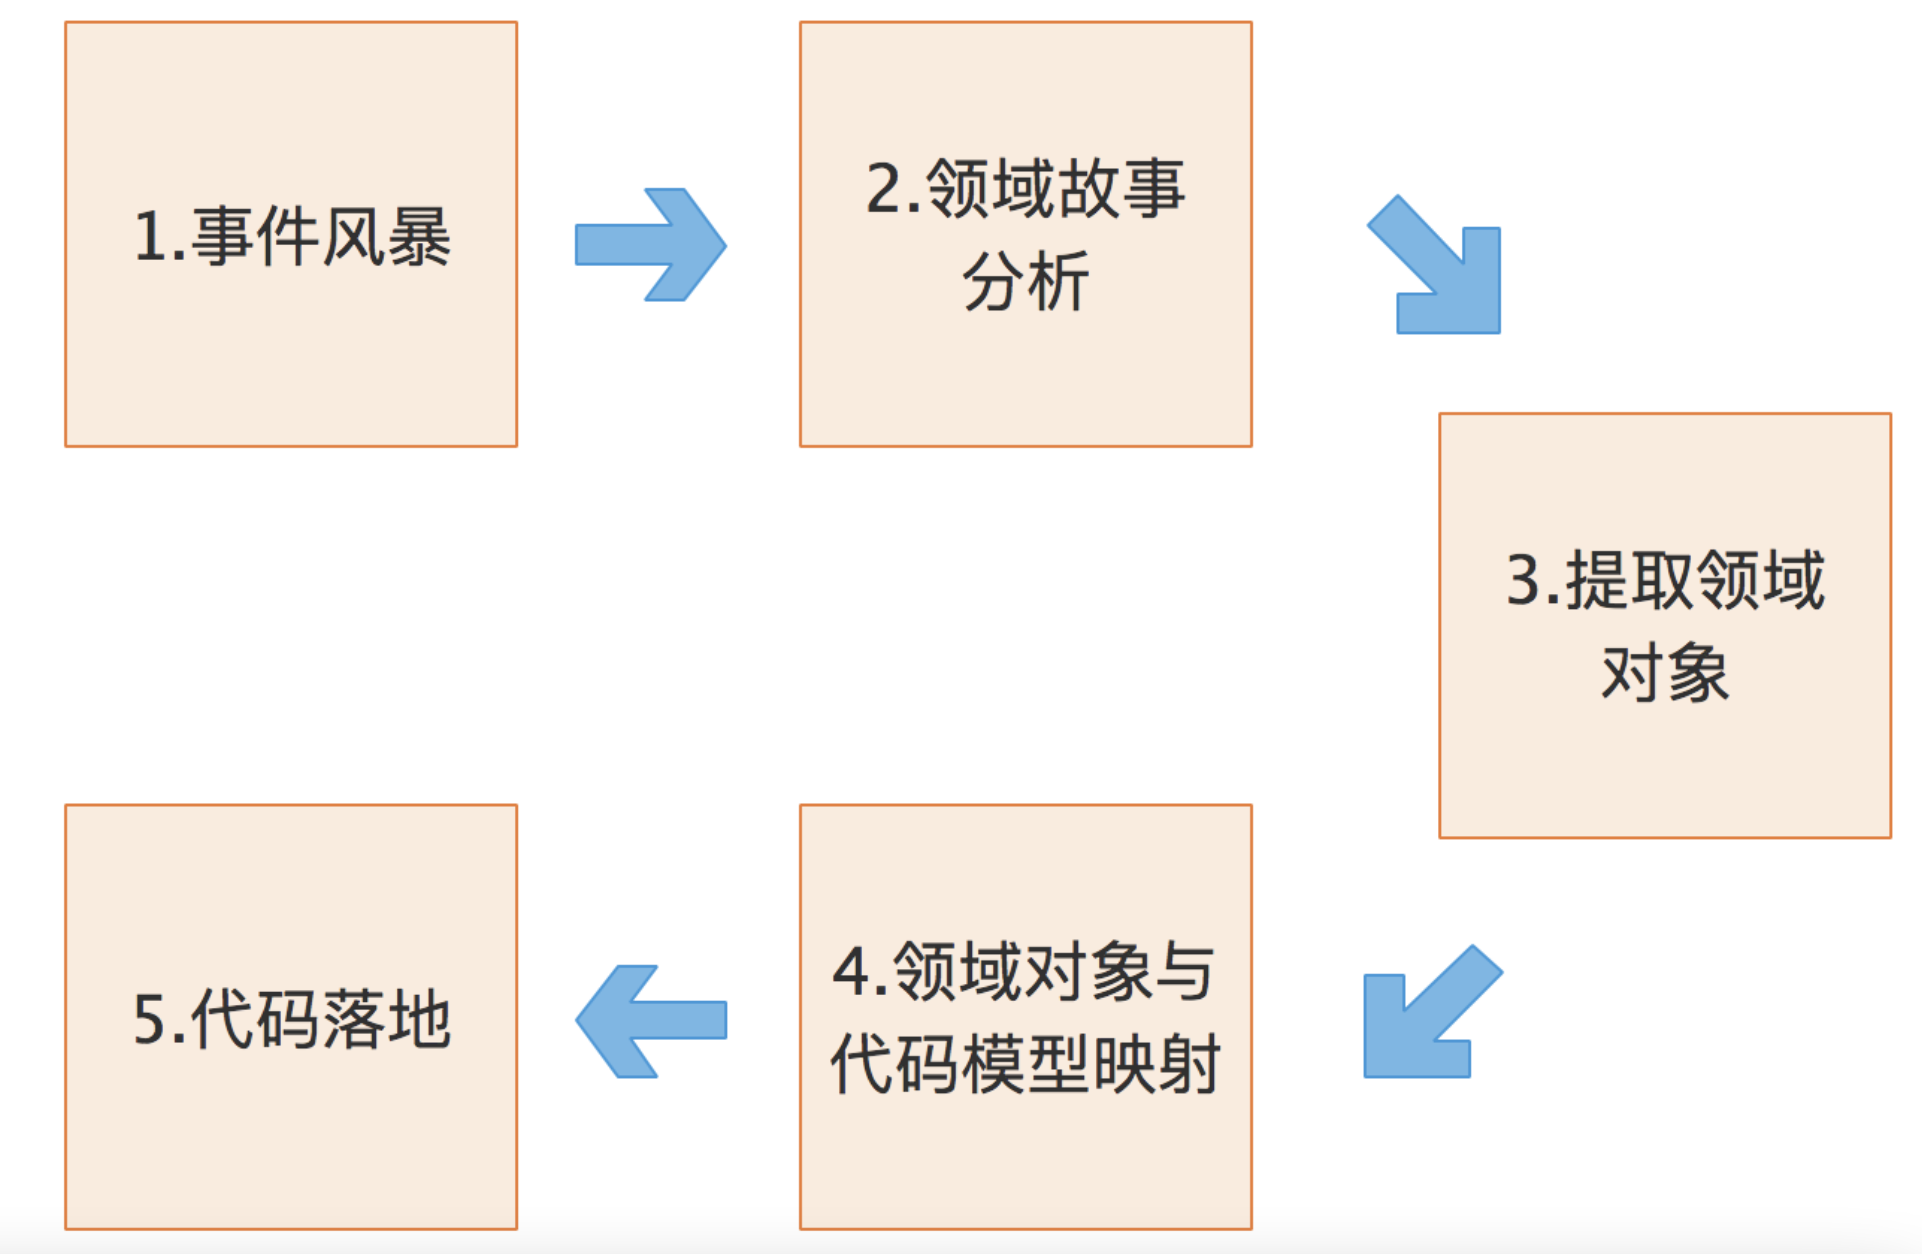 1.事件风暴
2.领域故事
分析
3.提取领域
对象
4.领域对象与
代码模型映射
5.代码落地